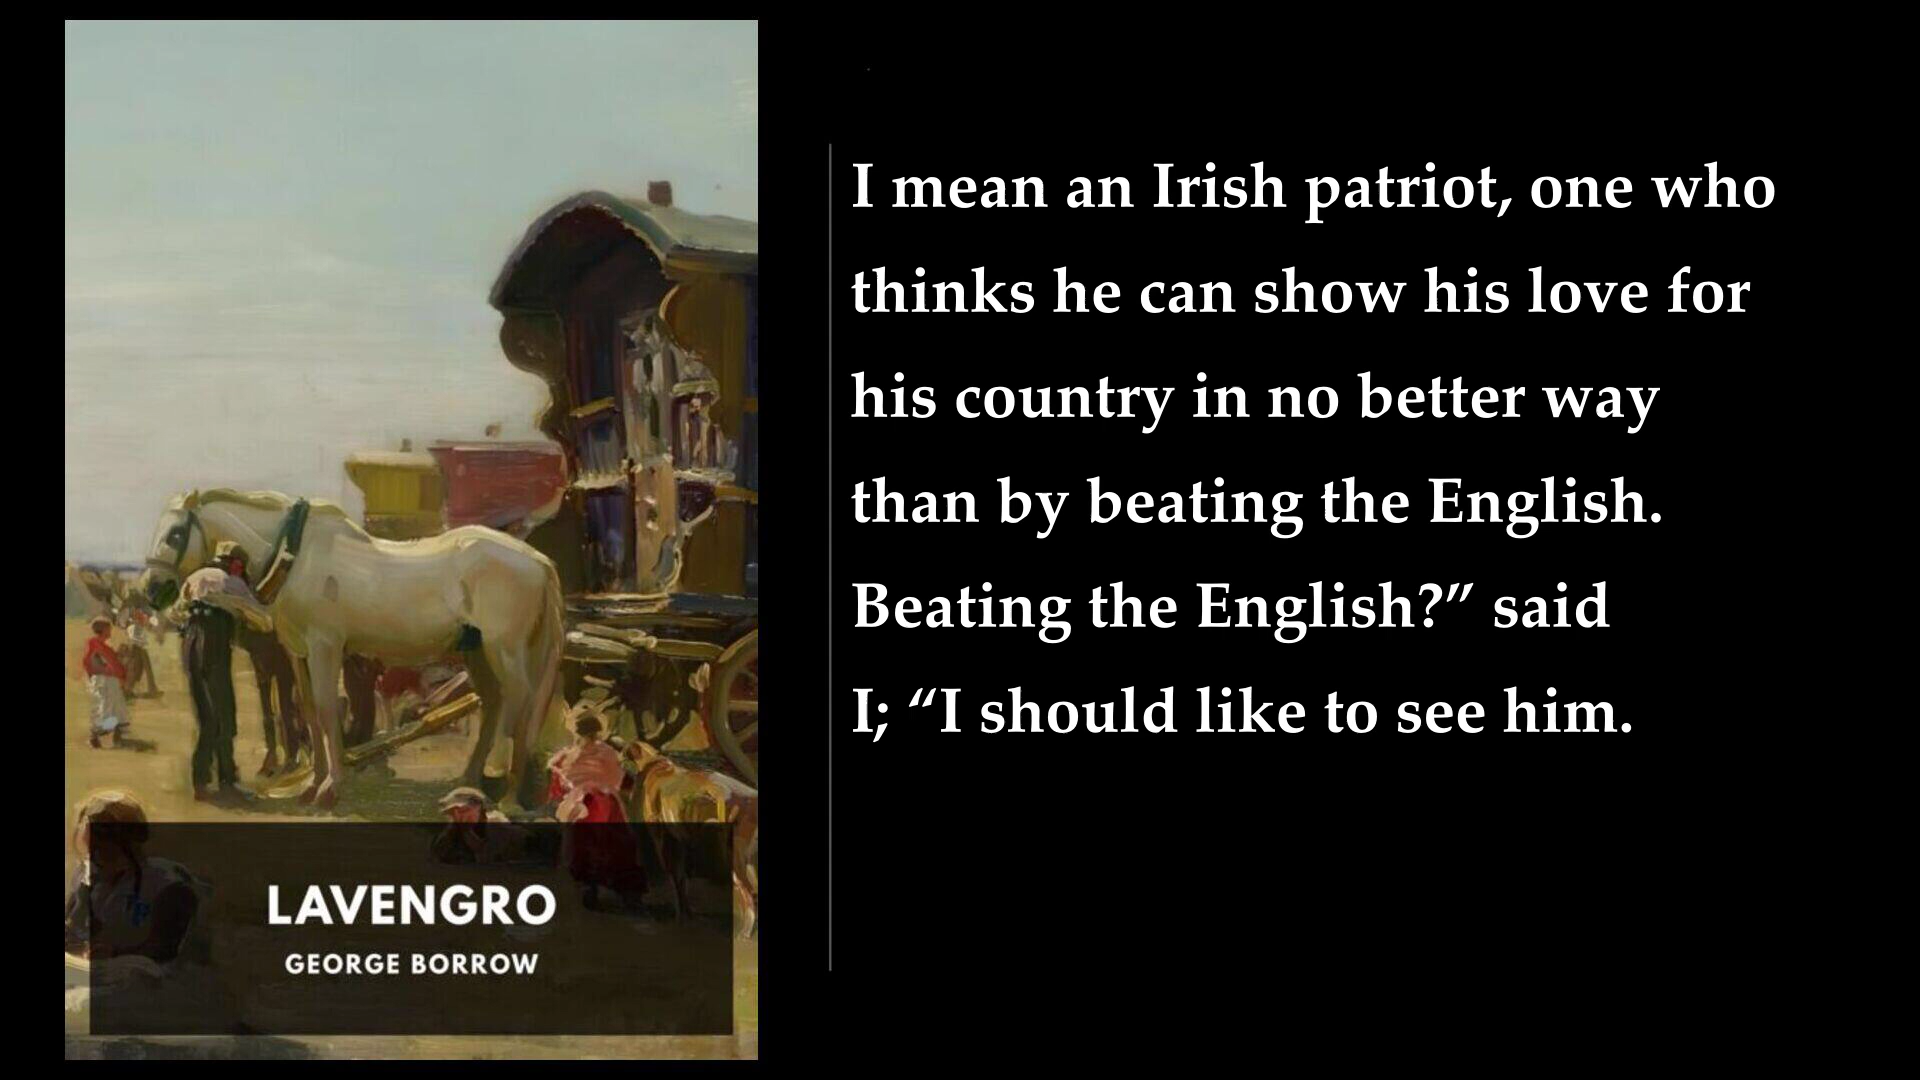 I mean an Irish patriot, one who
thinks he can show his love for
his country in no better way
than by beating the English.
Beating the English?” said
I; “I should like to see him.
LAVENGRO
GEORGE BORROW